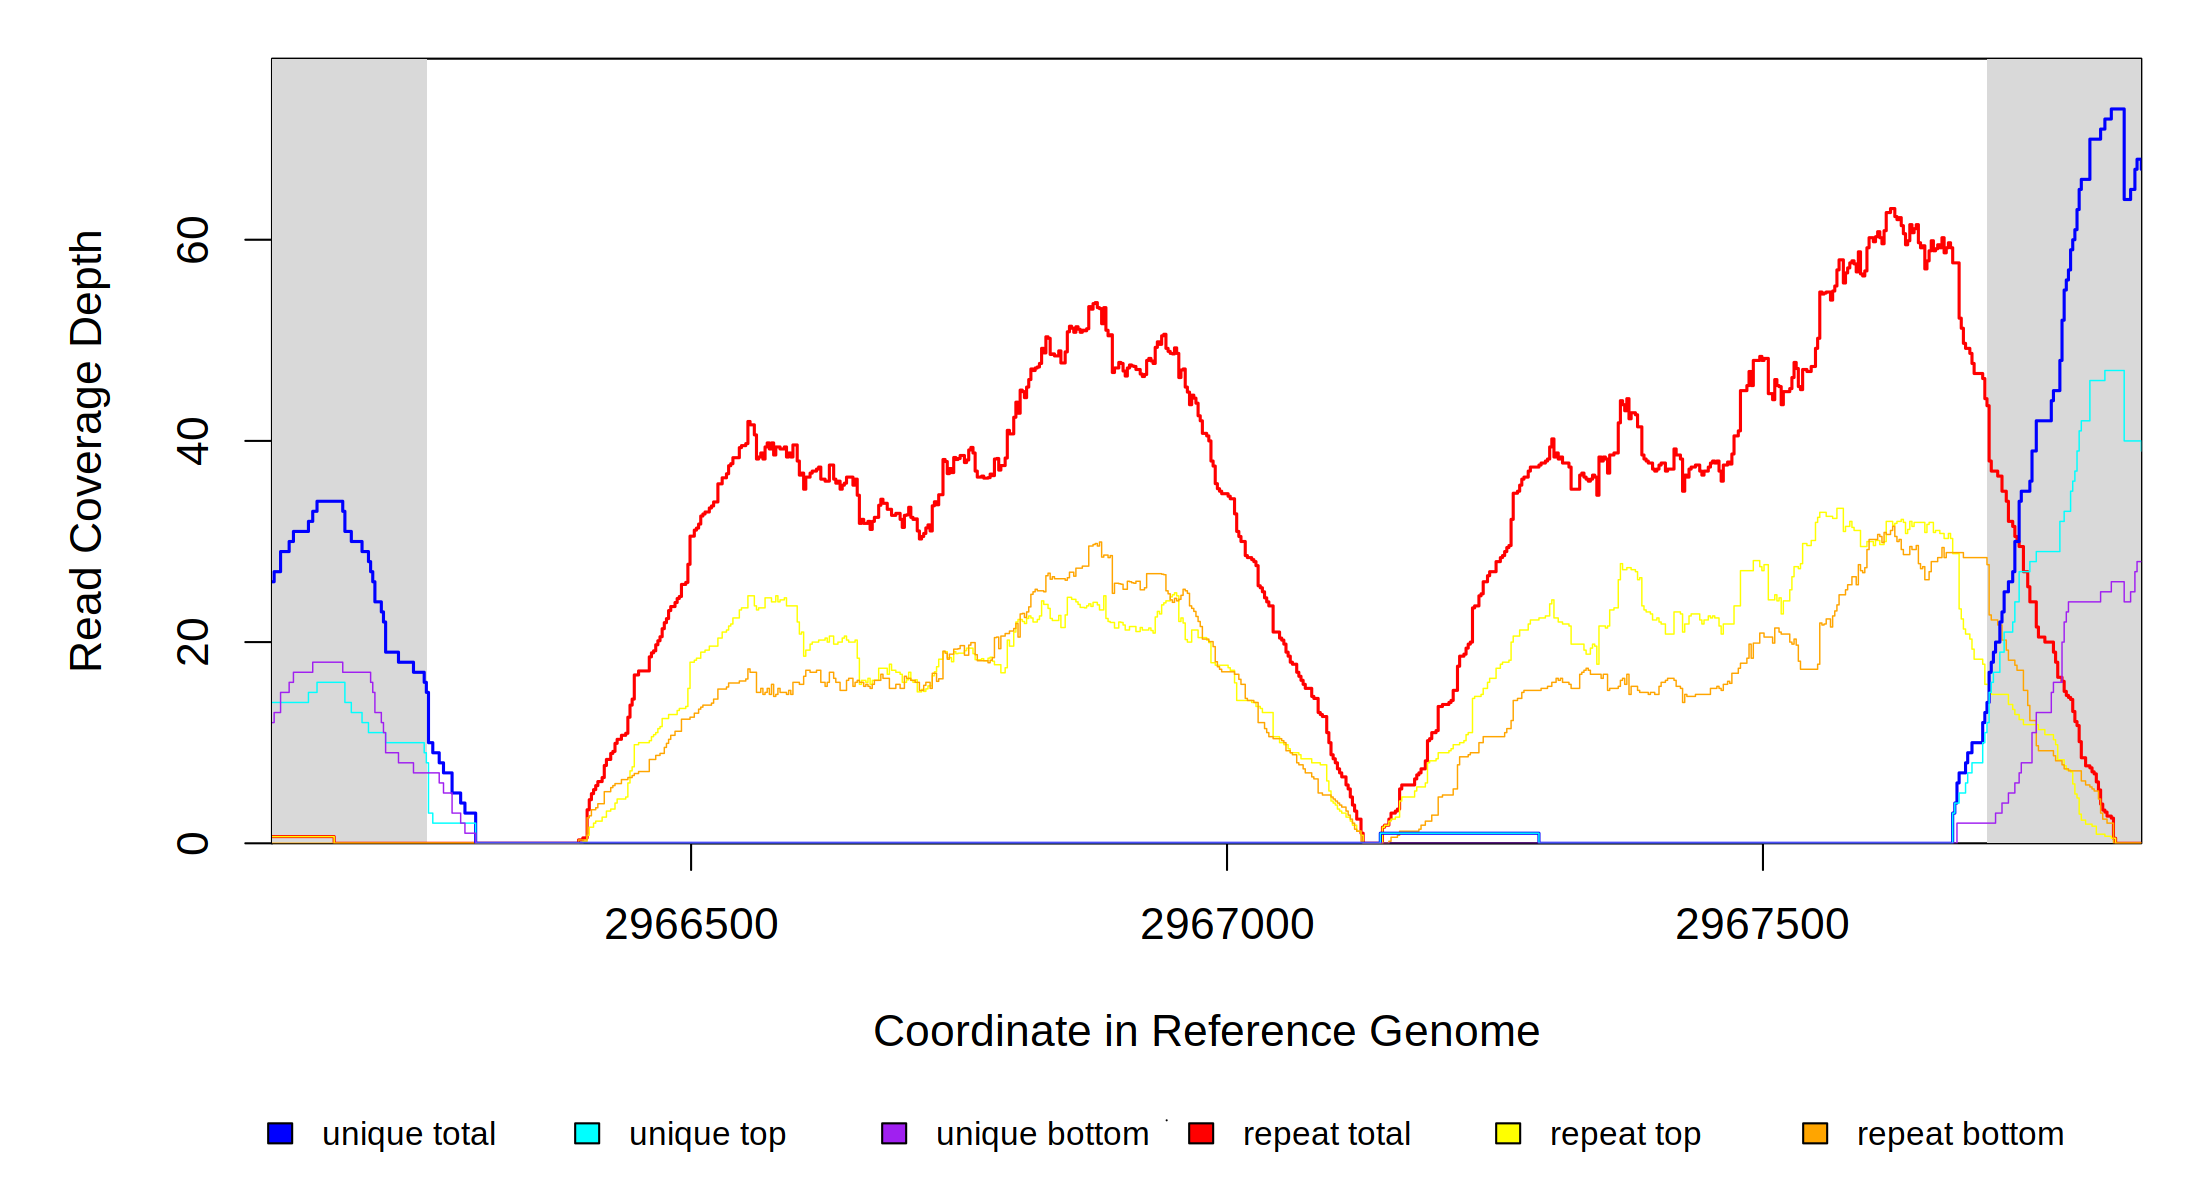 Read Coverage Depth
60
40
20
0
2966500 2967000 2967500
Coordinate in Reference Genome
unique total unique top unique bottom repeat total repeat top repeat bottom